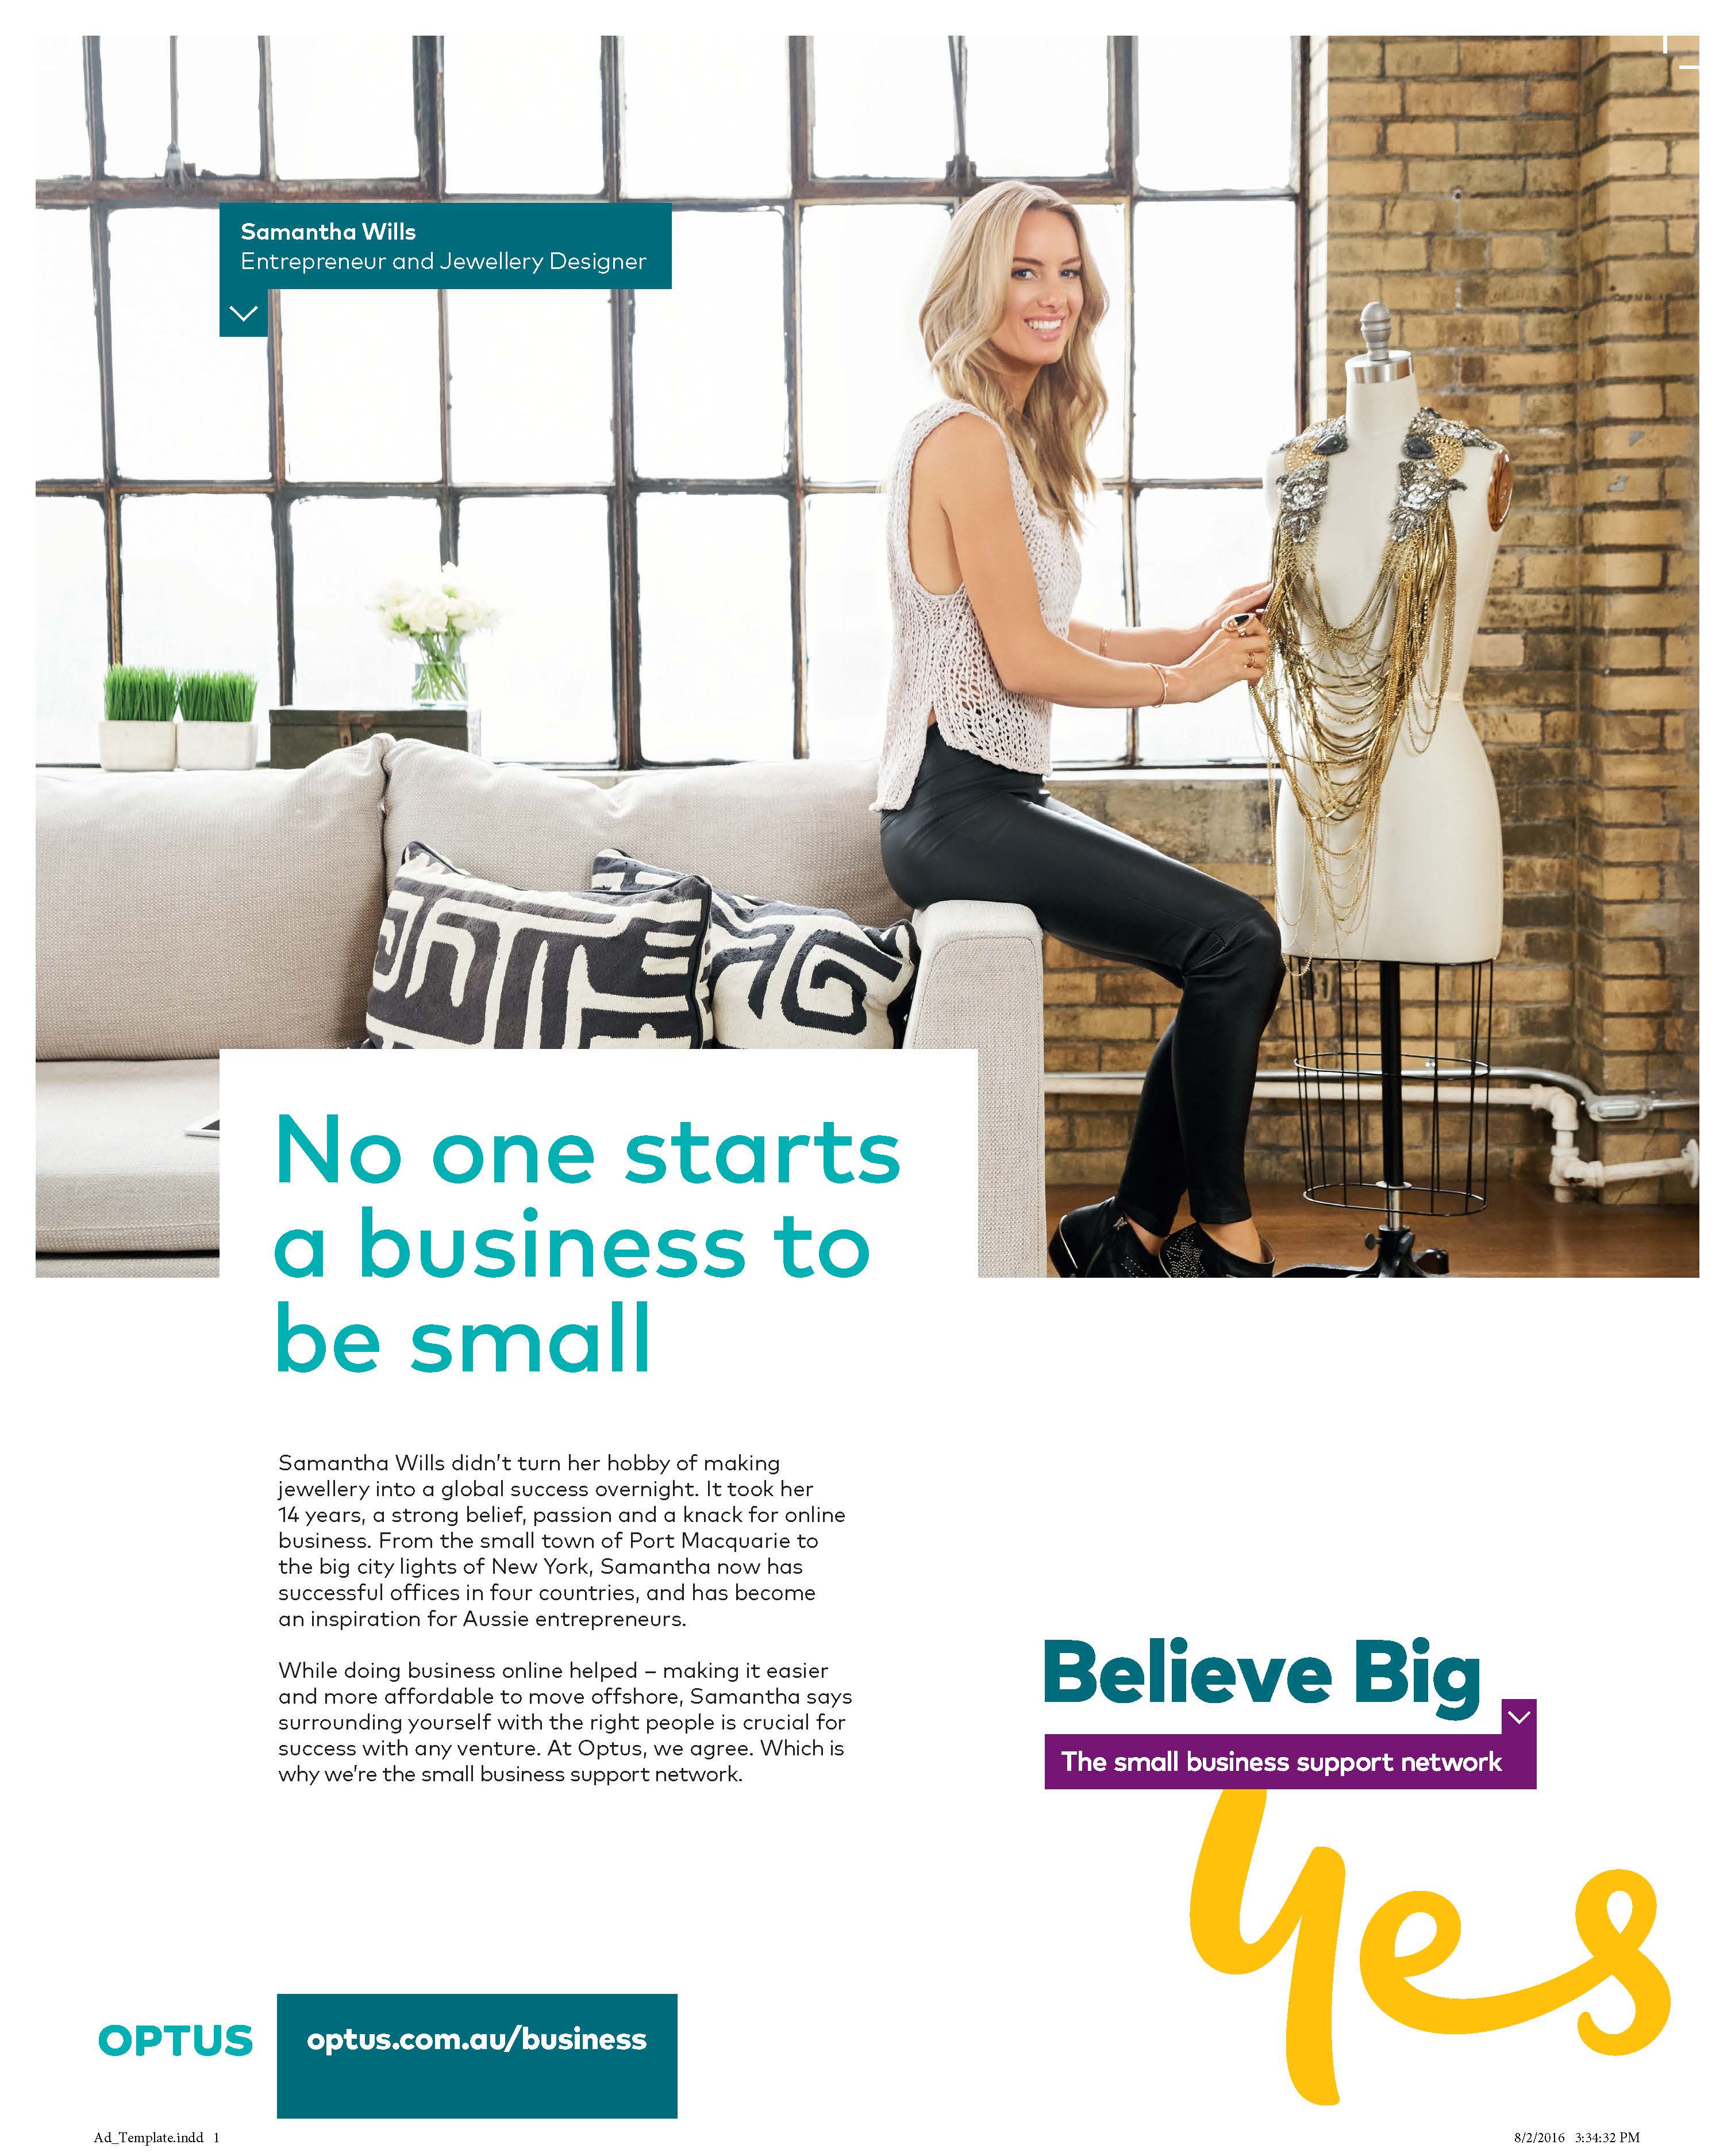 Samantha Wills
Entrepreneur and Jewellery Designer
No one starts
a business to
be small
Samantha Wills didn’t turn her hobby of making
jewellery into a global success overnight. It took her
14 years, a strong belief, passion and a knack for online
business. From the small town of Port Macquarie to
the big city lights of New York, Samantha now has
successful offices in four countries, and has become
an inspiration for Aussie entrepreneurs.
While doing business online helped – making it easier
and more affordable to move offshore, Samantha says
surrounding yourself with the right people is crucial for
success with any venture. At Optus, we agree. Which is
why we’re the small business support network.
Believe Big
The small business support network
yes
OPTUS
optus.com.au/business
Ad_Template.indd 1
8/2/2016 3:34:32 PM